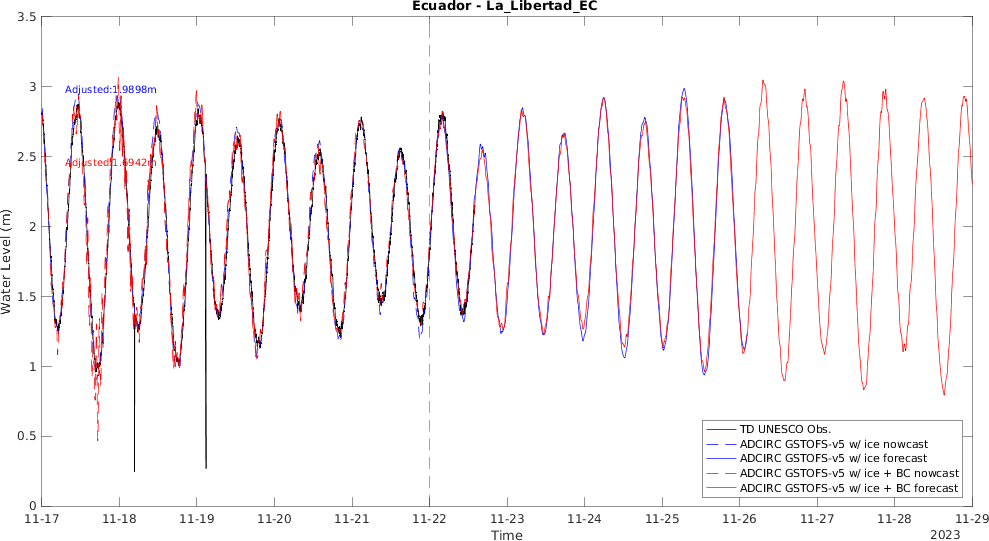 Ecuador - La_Libertad_EC
3.5
3
2.5
2
1.5
1
0.5
0
Water Level (m)
Adjusted:1.9898m
Adjusted:1.6942m
TD UNESCO Obs.
ADCIRC GSTOFS-v5 w/ ice nowcast
ADCIRC GSTOFS-v5 w/ ice forecast
ADCIRC GSTOFS-v5 w/ ice + BC nowcast
ADCIRC GSTOFS-v5 w/ ice + BC forecast
11-17 11-18 11-19 11-20 11-21 11-22 11-23 11-24 11-25 11-26 11-27 11-28 11-29
Time
2023